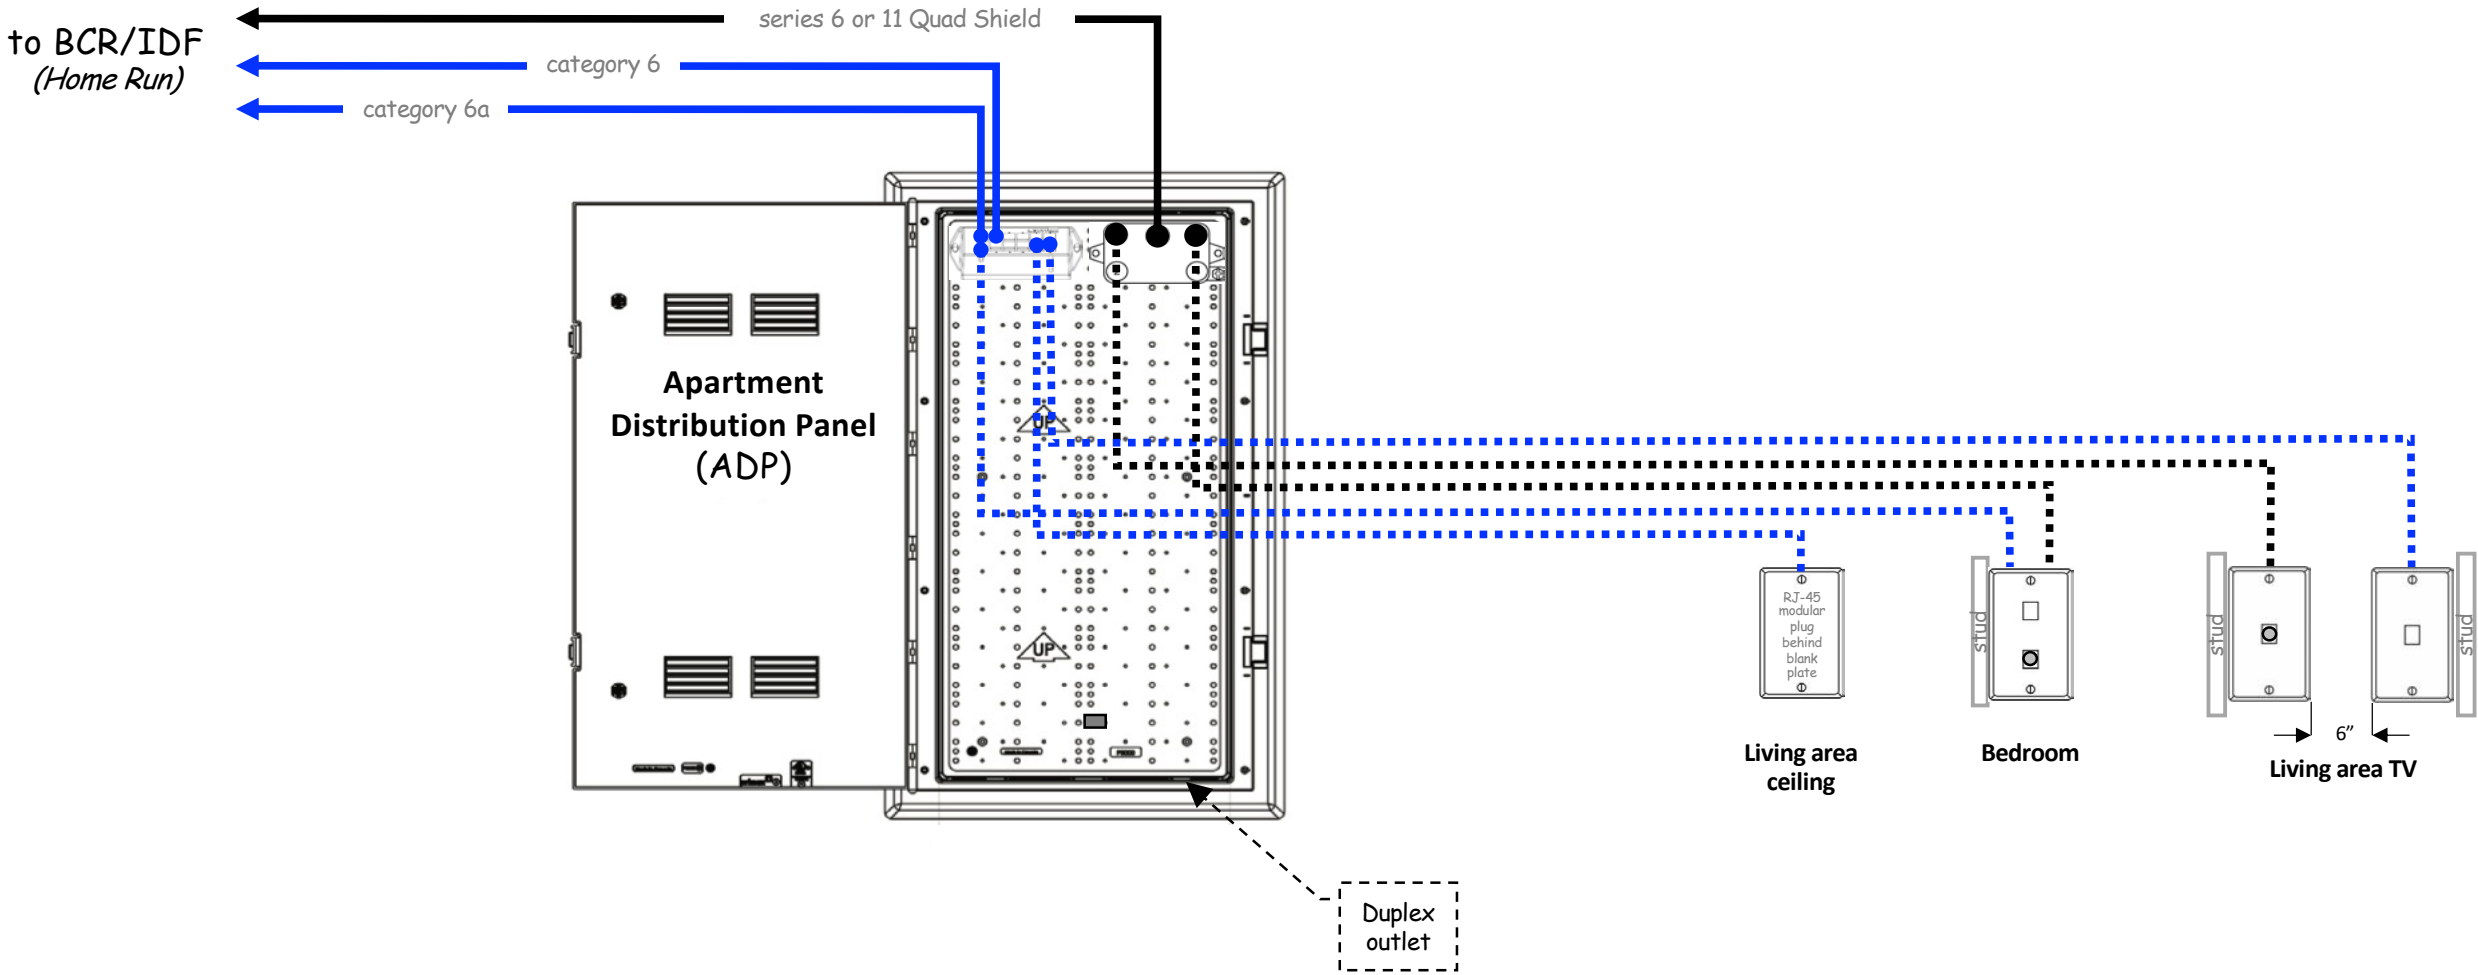 series 6 or 11 Quad Shield
to BCR/IDF
(Home Run)
category 6
category 6a
Apartment
Distribution Panel
(ADP)
UP
UP
RJ-45
modular
plug
behind
blank
plate
stud
stud
stud
6”
Living area
ceiling
Bedroom
Living area TV
Duplex
outlet